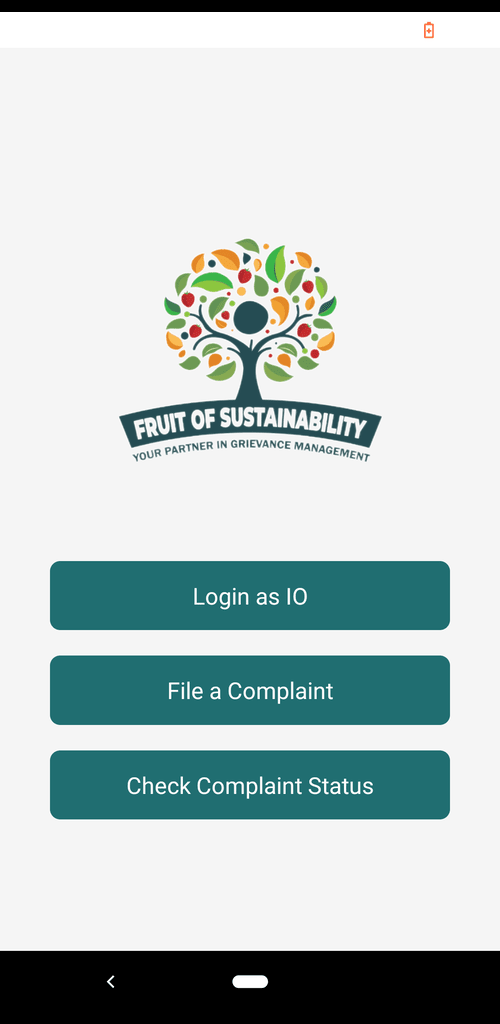 FRUIT OF SUSTAINABILITY
YOUR PARTNER IN GRIEVANCE MANAGEMENT
Login as IO
File a Complaint
Check Complaint Status